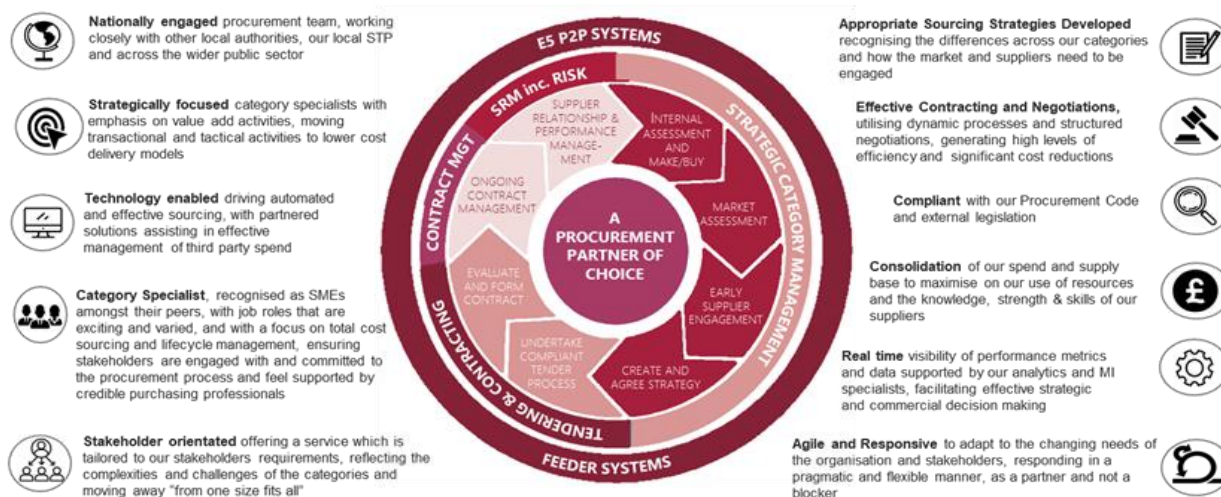 Nationally engaged procurement team, working
closely with other local authorities, our local STP
and across the wider public sector
Strategically focused category specialists with
emphasis on value add activities, moving
transactional and tactical activities to lower cost
delivery models
Technology enabled driving automated
and effective sourcing, with partnered
solutions assisting in effective
management of third party spend
Category Specialist, recognised as SMEs
amongst their peers, with job roles that are
exciting and varied, and with a focus on total cost
sourcing and lifecycle management, ensuring
stakeholders are engaged with and committed to
the procurement process and feel supported by
credible purchasing professionals
Stakeholder orientated offering a service which is
tailored to our stakeholders requirements, reflecting the
complexities and challenges of the categories and
moving away "from one size fits all"
E5 P2P SYSTEMS
SRM inc. RISK
STRATEGIC CATEGORY MANAGEMENT
CONTRACT MGT
TENDERING & CONTRACTING
FEEDER SYSTEMS
SUPPLIER
RELATIONSHIP &
PERFORMANCE
MANAGE-
MENT
INTERNAL
ASSESSMENT
AND
MAKE/BUY
MARKET
ASSESSMENT
EARLY
SUPPLIER
ENGAGEMENT
CREATE AND
AGREE STRATEGY
UNDERTAKE
COMPLIANT
TENDER
PROCESS
EVALUATE
AND FORM
CONTRACT
ONGOING
CONTRACT
MANAGEMENT
A
PROCUREMENT
PARTNER OF
CHOICE
Appropriate Sourcing Strategies Developed
recognising the differences across our categories
and how the market and suppliers need to be
engaged
Effective Contracting and Negotiations,
utilising dynamic processes and structured
negotiations, generating high levels of
efficiency and significant cost reductions
Compliant with our Procurement Code
and external legislation
Consolidation of our spend and supply
base to maximise on our use of resources
and the knowledge, strength & skills of our
suppliers
£
Real time visibility of performance metrics
and data supported by our analytics and MI
specialists, facilitating effective strategic
and commercial decision making
Agile and Responsive to adapt to the changing needs of
the organisation and stakeholders, responding in a
pragmatic and flexible manner, as a partner and not a
blocker